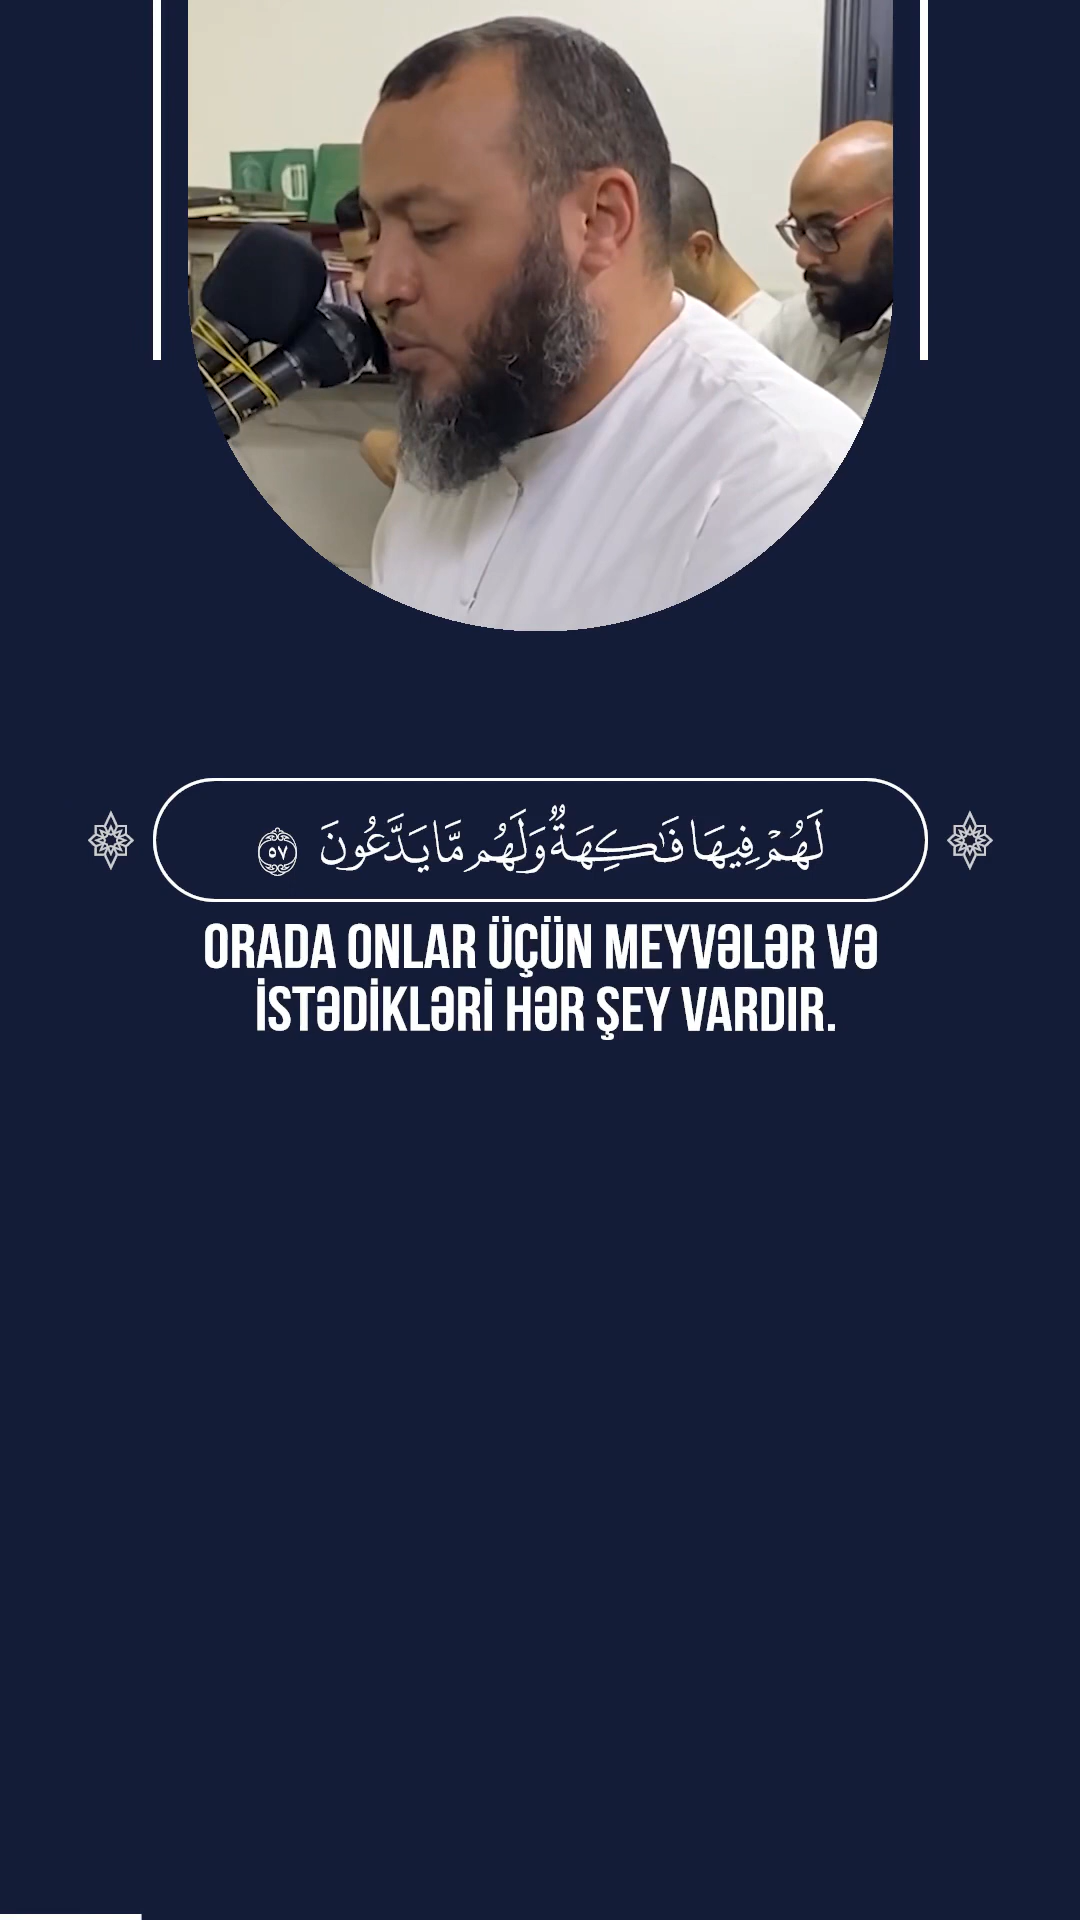 لَهُمْ فِيهَا فَـٰكِهَةٌ وَلَهُم مَّا يَدَّعُونَ ٥٧
ORADA ONLAR ÜÇÜN MEYVƏLƏR VƏ
İSTƏDİKLƏRİ HƏR ŞEY VARDIR.